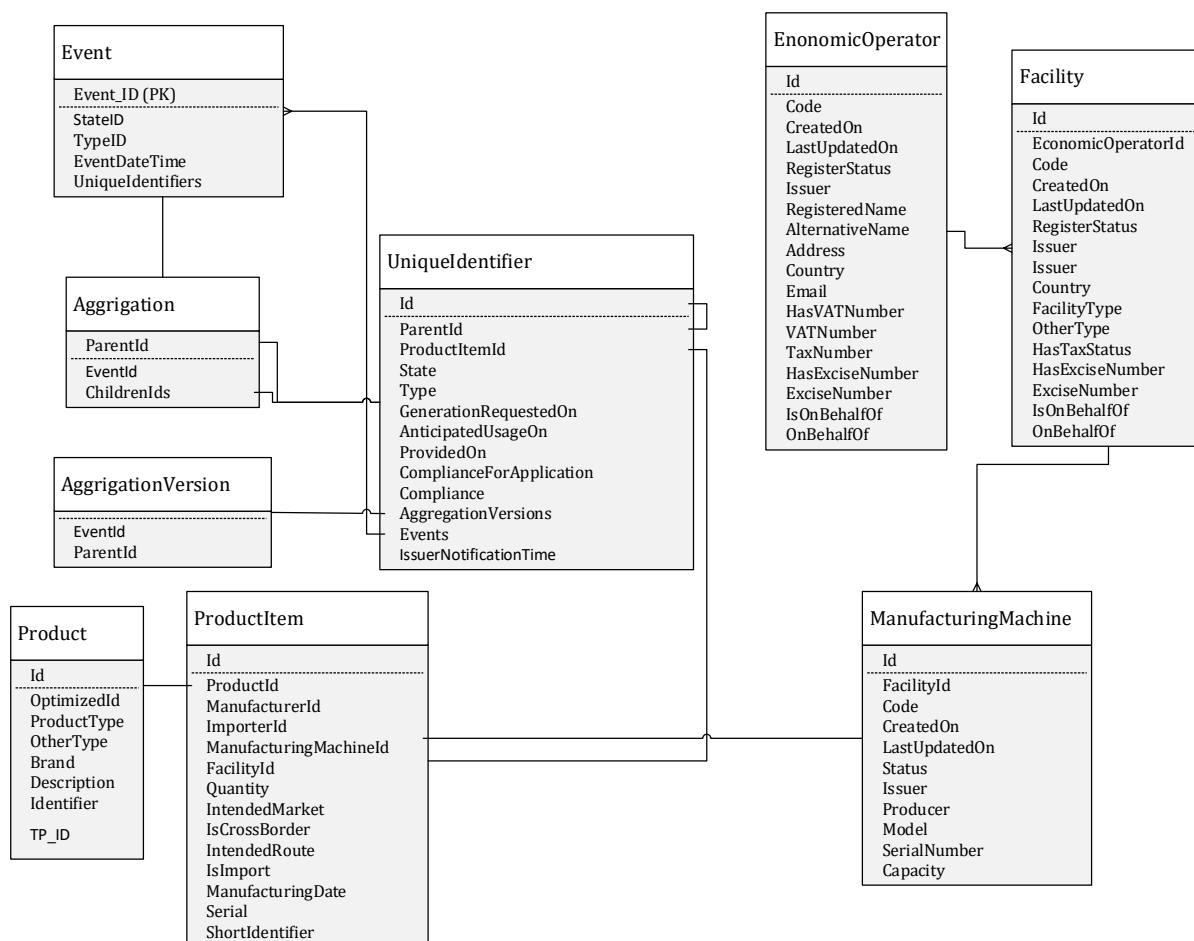 Event
Event_ID (PK)
StateID
TypeID
EventDateTime
UniqueIdentifiers
EnonomicOperator
Id
Code
CreatedOn
LastUpdatedOn
RegisterStatus
Issuer
RegisteredName
AlternativeName
Address
Country
Email
HasVATNumber
VATNumber
TaxNumber
HasExciseNumber
ExciseNumber
IsOnBehalfOf
OnBehalfOf
Facility
Id
EconomicOperatorId
Code
CreatedOn
LastUpdatedOn
RegisterStatus
Issuer
Issuer
Country
FacilityType
OtherType
HasTaxStatus
HasExciseNumber
ExciseNumber
IsOnBehalfOf
OnBehalfOf
Aggrigation
ParentId
EventId
ChildrenIds
UniqueIdentifier
Id
ParentId
ProductItemId
State
Type
GenerationRequestedOn
AnticipatedUsageOn
ProvidedOn
ComplianceForApplication
Compliance
AggregationVersions
Events
IssuerNotificationTime
AggrigationVersion
EventId
ParentId
Product
Id
OptimizedId
ProductType
OtherType
Brand
Description
Identifier
TP_ID
ProductItem
Id
ProductId
ManufacturerId
ImporterId
ManufacturingMachineId
FacilityId
Quantity
IntendedMarket
IsCrossBorder
IntendedRoute
IsImport
ManufacturingDate
Serial
ShortIdentifier
ManufacturingMachine
Id
FacilityId
Code
CreatedOn
LastUpdatedOn
Status
Issuer
Producer
Model
SerialNumber
Capacity